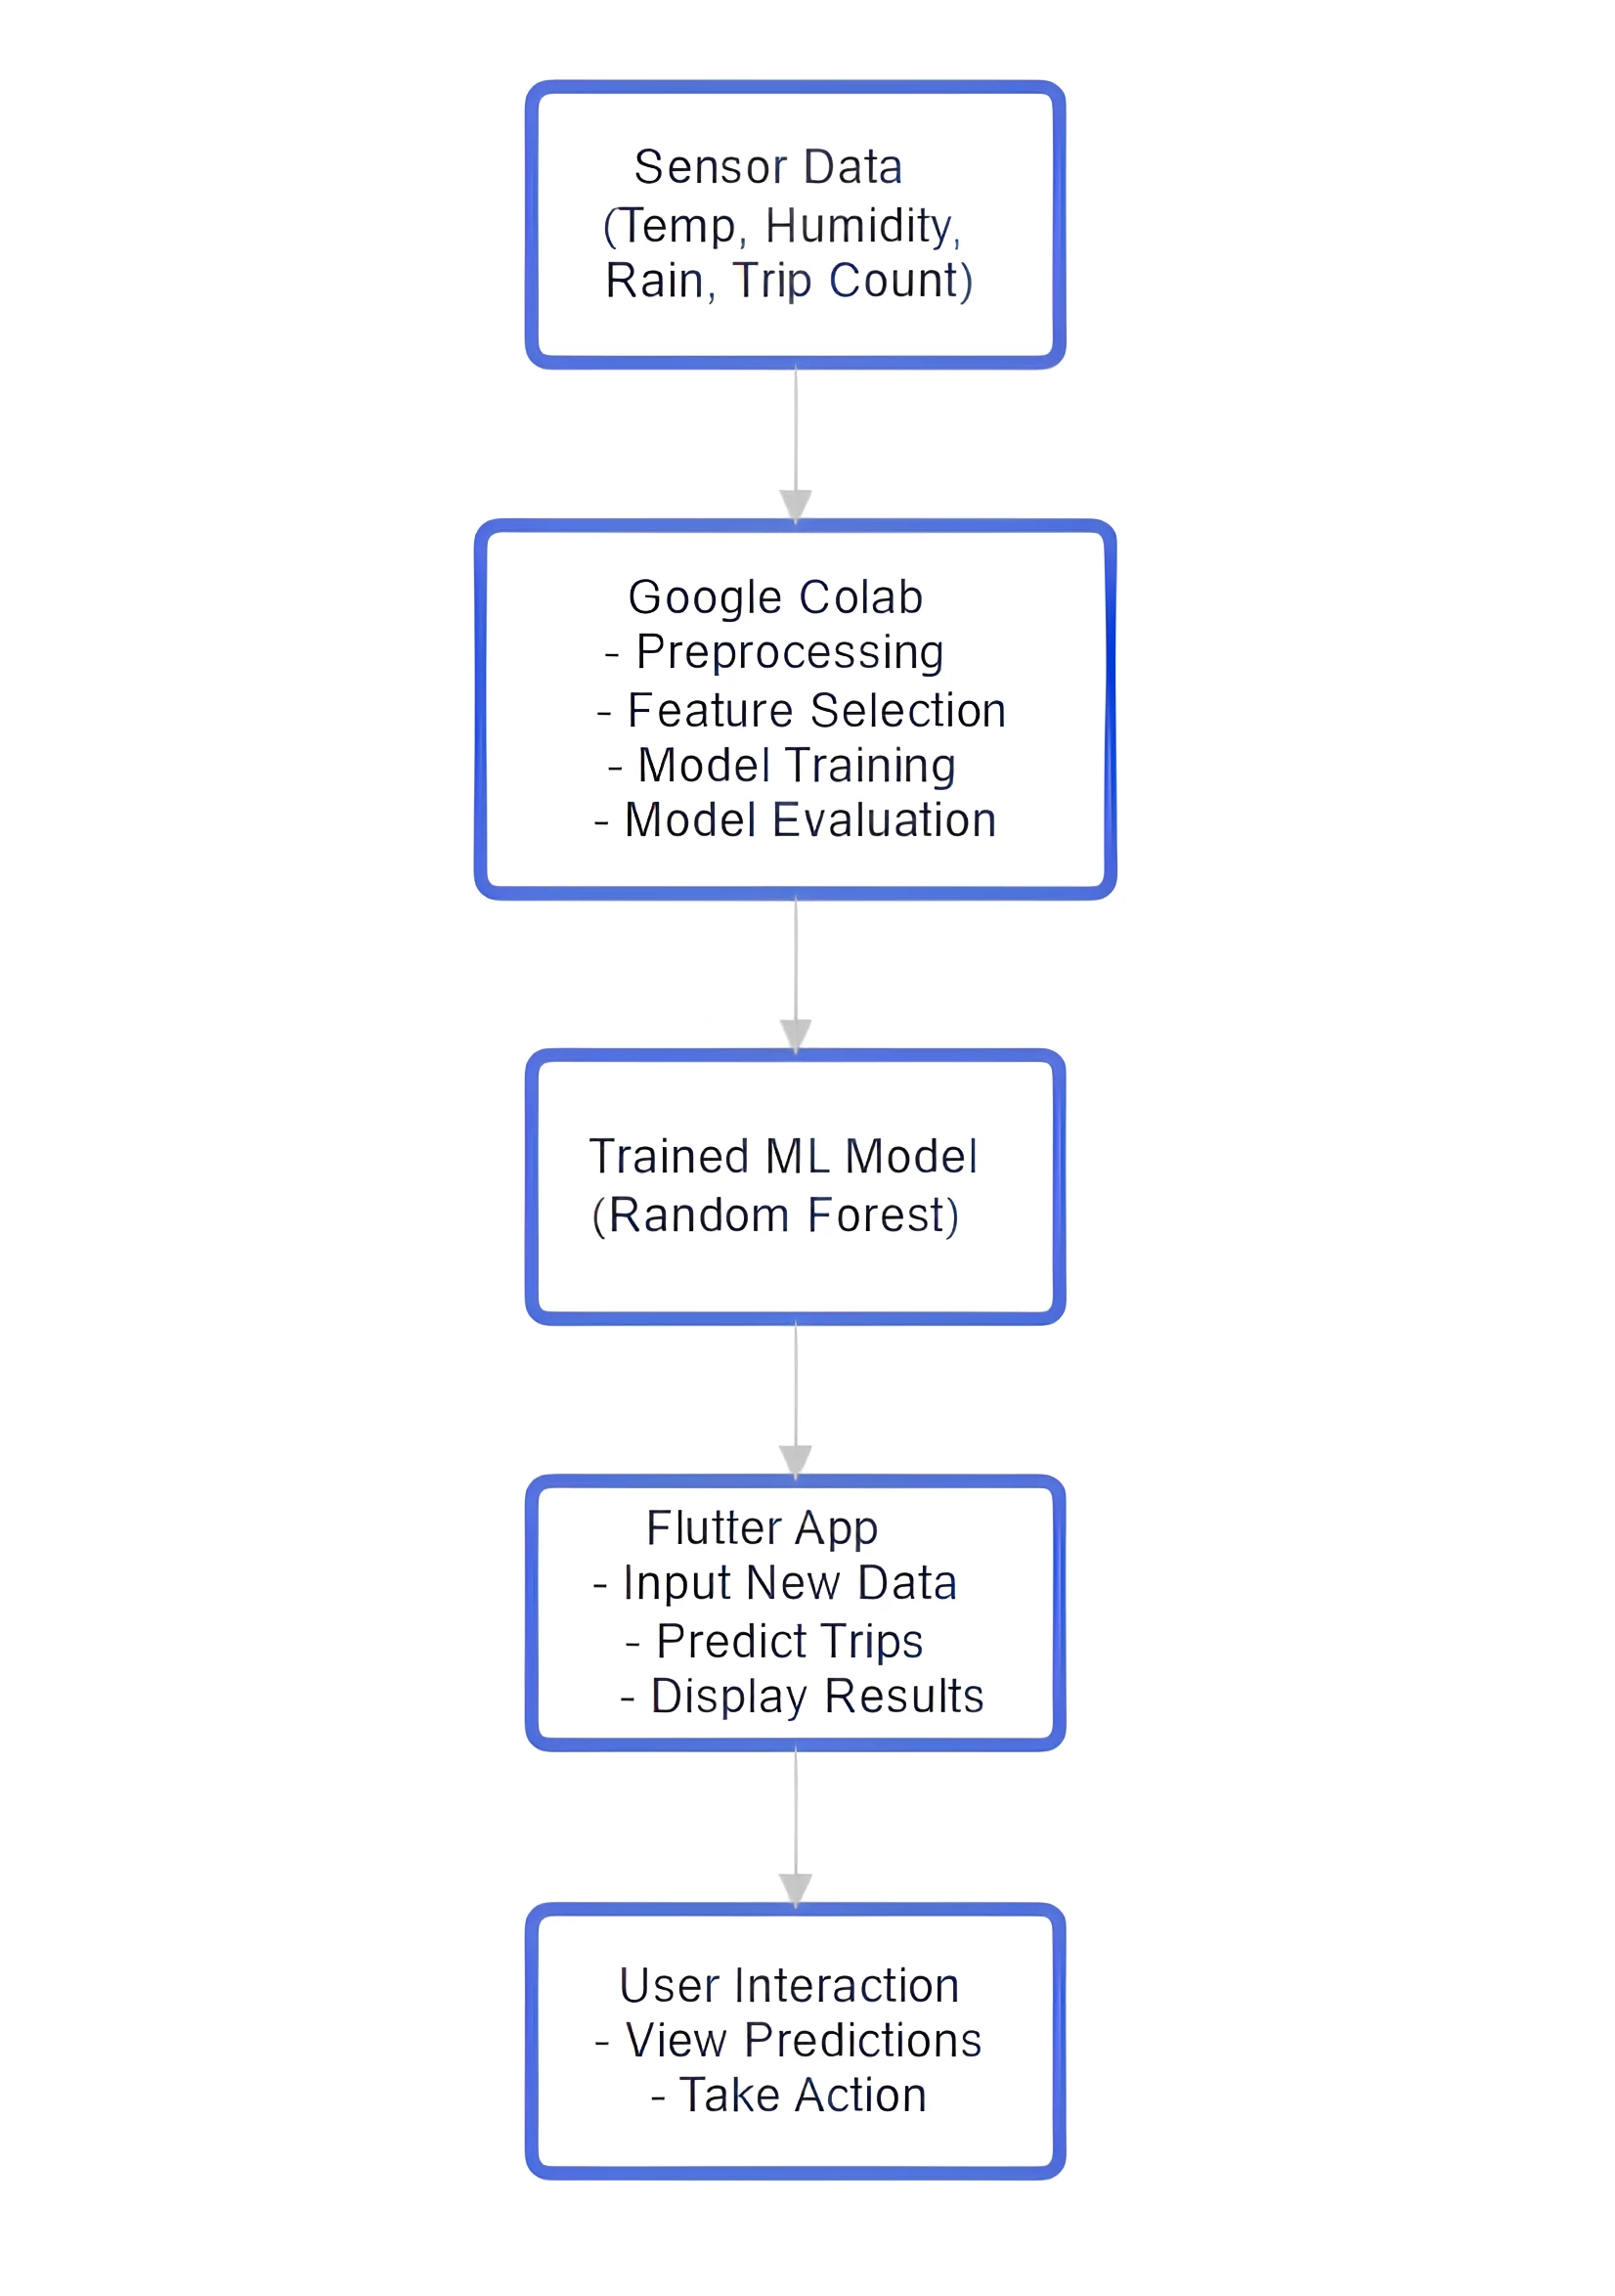 Sensor Data
(Temp, Humidity,
Rain, Trip Count)
Google Colab
- Preprocessing
- Feature Selection
- Model Training
- Model Evaluation
Trained ML Model
(Random Forest)
Flutter App
- Input New Data
- Predict Trips
- Display Results
User Interaction
- View Predictions
- Take Action